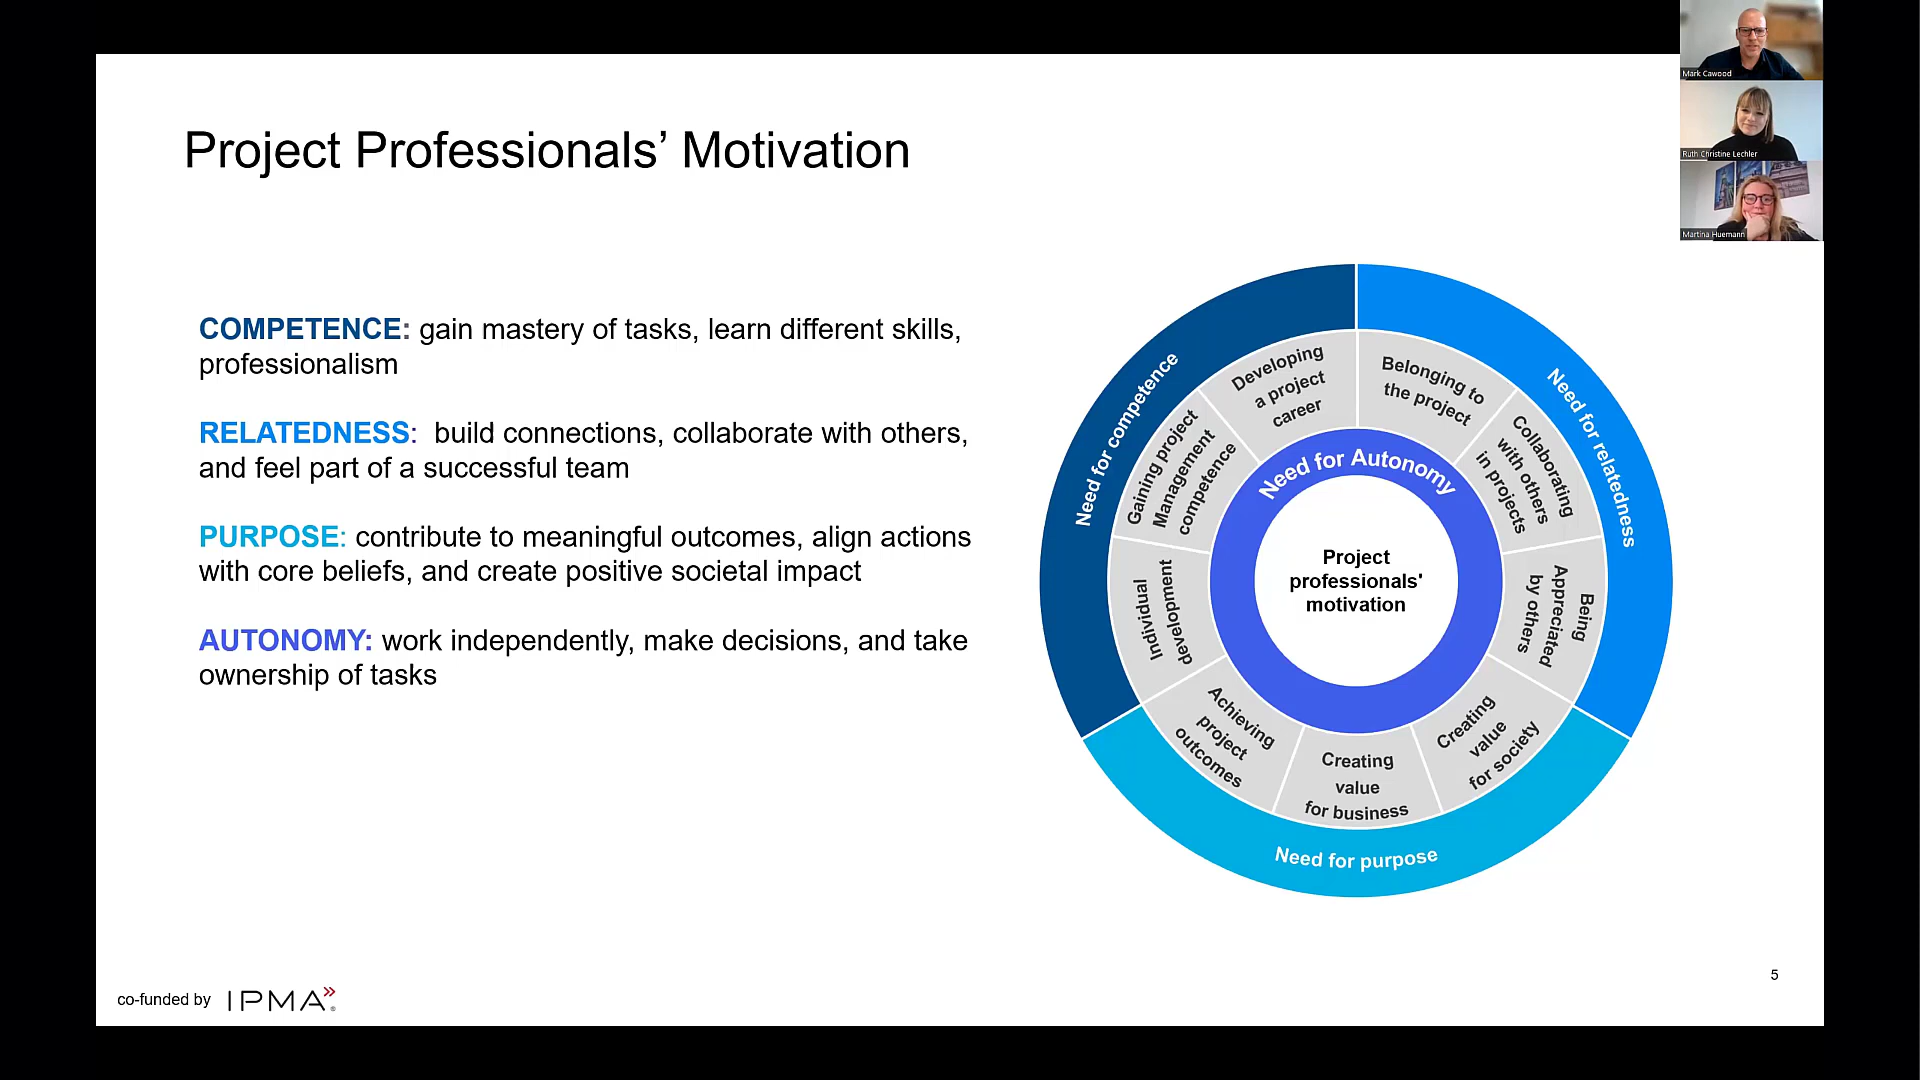 Mark Cawood
Ruth Christine Lechler
Martina Huemann
Project Professionals’ Motivation
COMPETENCE: gain mastery of tasks, learn different skills,
professionalism
RELATEDNESS: build connections, collaborate with others,
and feel part of a successful team
PURPOSE: contribute to meaningful outcomes, align actions
with core beliefs, and create positive societal impact
AUTONOMY: work independently, make decisions, and take
ownership of tasks
Need for competence
Need for relatedness
Need for purpose
Developing
a project
career
Belonging to
the project
Collaborating
with others
in projects
Being
Appreciated
by others
Creating
value
for society
Creating
value
for business
Achieving
project
outcomes
Individual
development
Gaining project
Management
competence
Need for Autonomy
Project
professionals'
motivation
5
co-funded by IPMA®